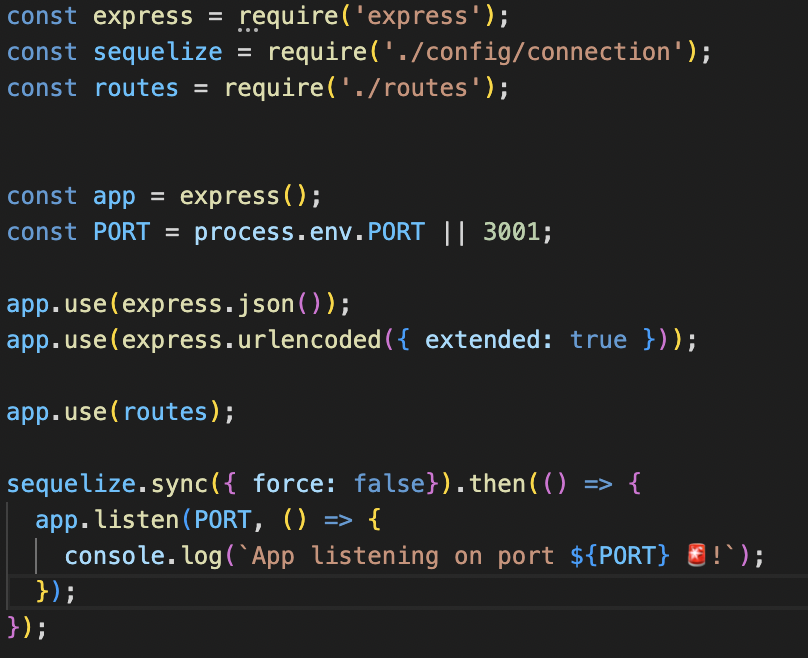 const express = require('express');
const sequelize = require('./config/connection');
const routes = require('./routes');
const app = express();
const PORT = process.env.PORT || 3001;
app.use(express.json());
app.use(express.urlencoded({ extended: true }));
app.use(routes);
sequelize.sync({ force: false}).then(() => {
  app.listen(PORT, () => {
    console.log(`App listening on port ${PORT} 🚨!`);
  });
});